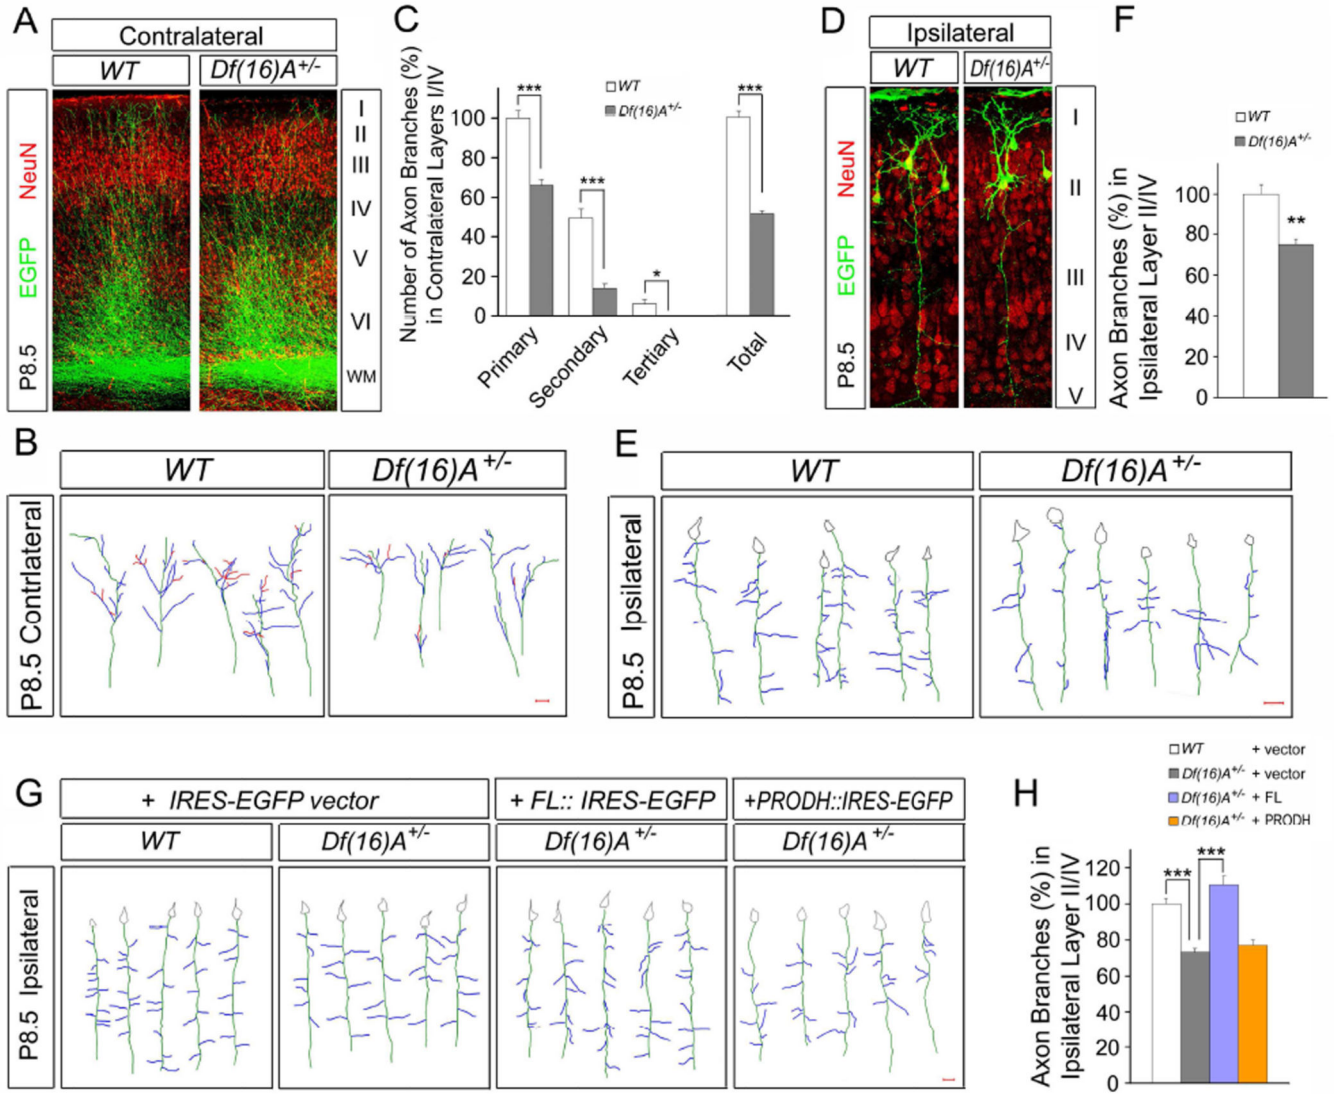 A
Contralateral
WT
Df(16)A+/-
P8.5 EGFP NeuN
I
II
III
IV
V
VI
WM
C
Number of Axon Branches (%)
in Contralateral Layers I/IV
WT
Df(16)A+/-
100
80
60
40
20
0
***
***
*
***
Primary
Secondary
Tertiary
Total
D
Ipsilateral
WT
Df(16)A+/-
P8.5 EGFP NeuN
I
II
III
IV
V
F
WT
Df(16)A+/-
Axon Branches (%) in
Ipsilateral Layer II/IV
100
80
60
40
20
0
**
B
WT
Df(16)A+/-
P8.5 Contrlateral
E
WT
Df(16)A+/-
P8.5 Ipsilateral
G
+ IRES-EGFP vector
+ FL:: IRES-EGFP
+PRODH::IRES-EGFP
WT
Df(16)A+/-
Df(16)A+/-
Df(16)A+/-
P8.5 Ipsilateral
H
WT + vector
Df(16)A+/- + vector
Df(16)A+/- + FL
Df(16)A+/- + PRODH
Axon Branches (%) in
Ipsilateral Layer II/IV
120
100
80
60
40
20
0
***
***